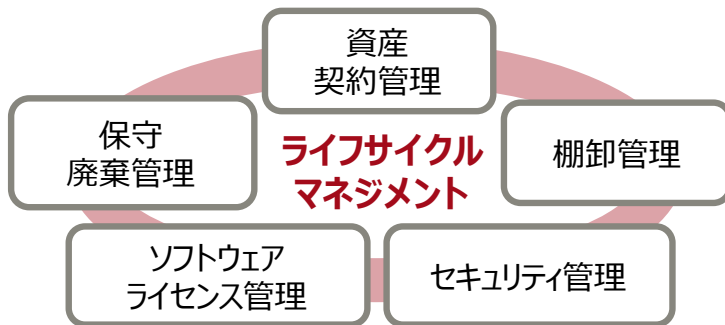 資産
契約管理
保守
廃棄管理
ライフサイクル
マネジメント
棚卸管理
ソフトウェア
ライセンス管理
セキュリティ管理